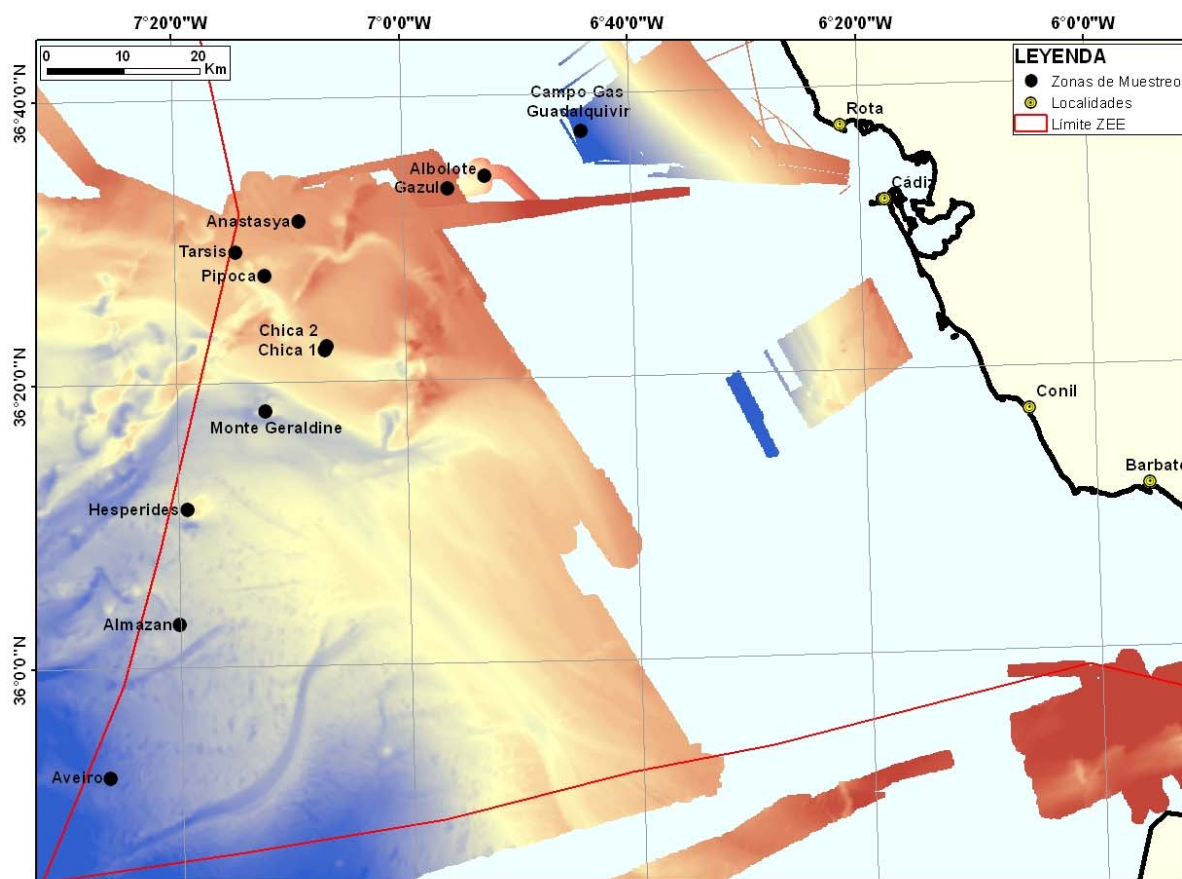 7°20'0"W
7°0'0"W
6°40'0"W
6°20'0"W
6°0'0"W
0
10
20
Km
LEYENDA
Zonas de Muestreo
Localidades
Límite ZEE
36°40'0"N
36°20'0"N
36°0'0"N
Campo Gas
Guadalquivir
Rota
Albolote
Gazul
Cádiz
Anastasya
Tarsis
Pipoca
Chica 2
Chica 1
Monte Geraldine
Conil
Barbate
Hesperides
Almazan
Aveiro